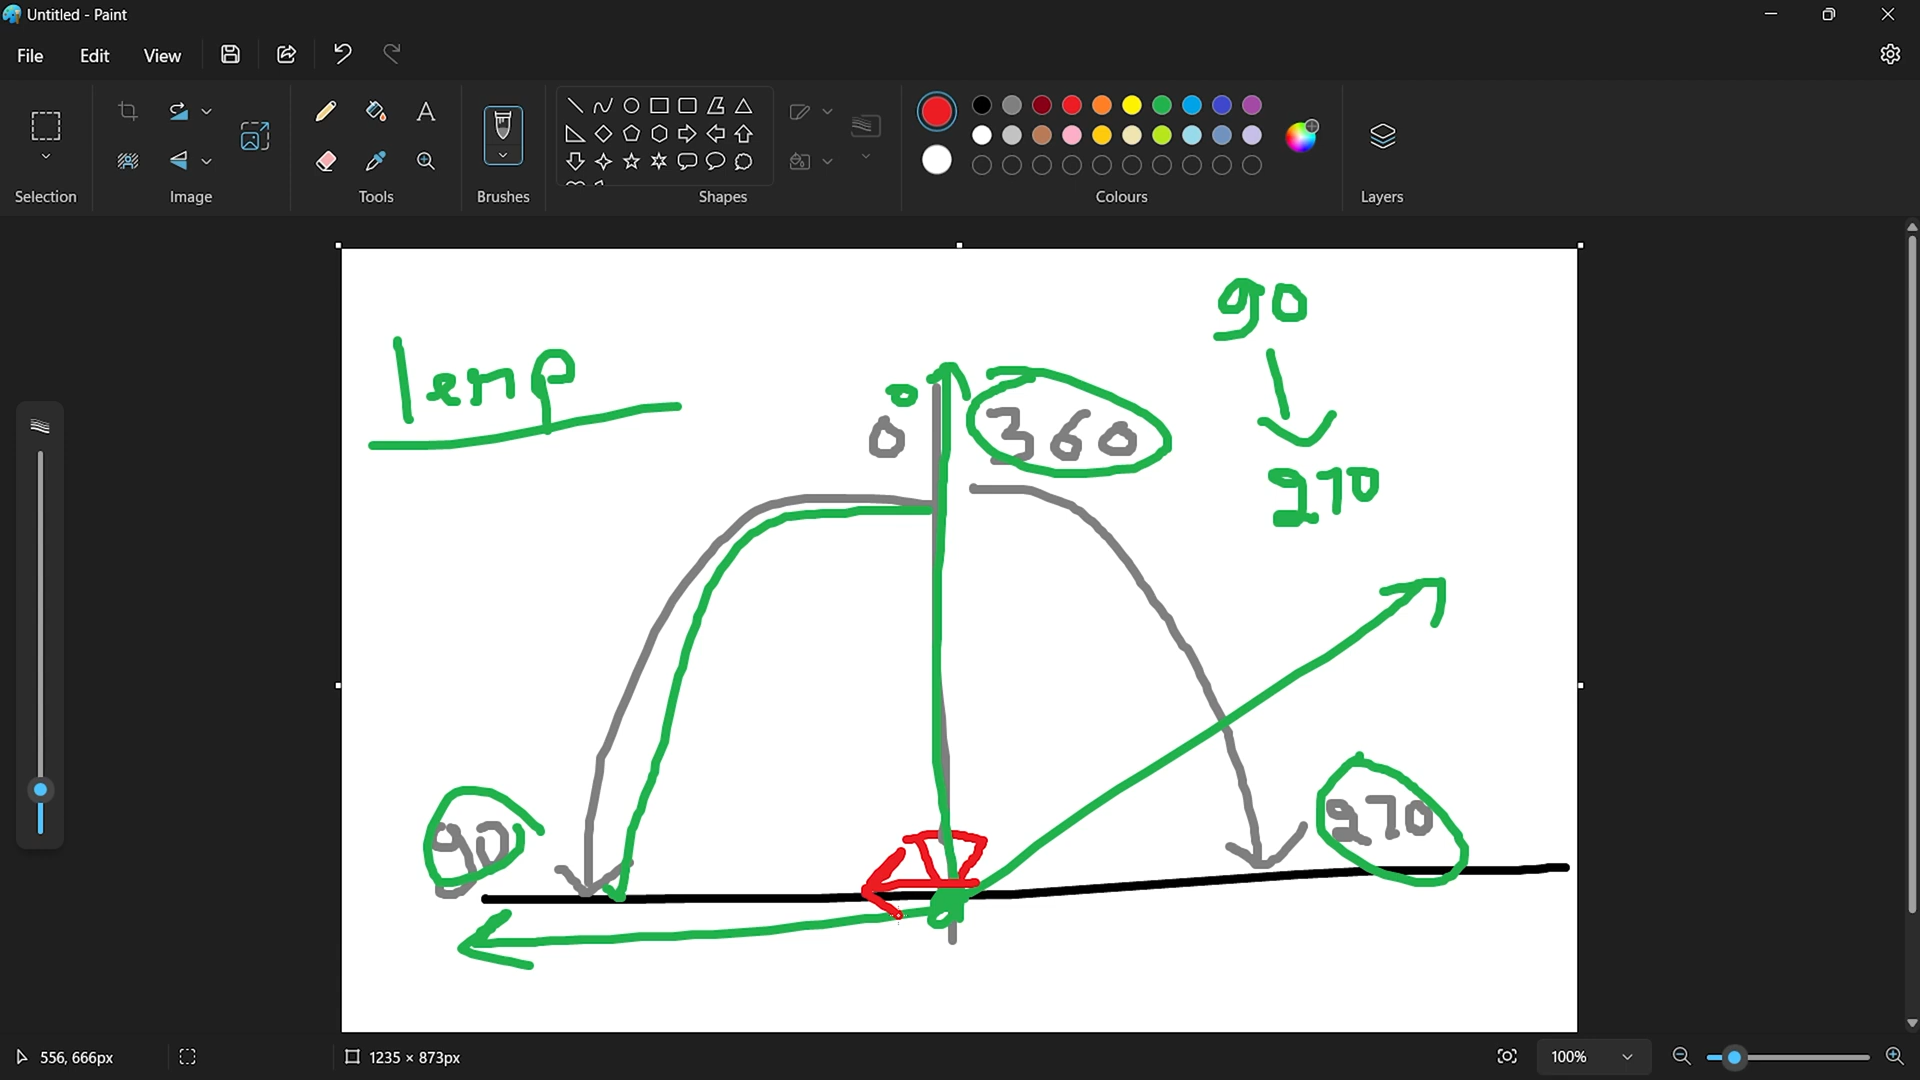 Untitled - Paint
File Edit View
Selection
Image
Tools
Brushes
Shapes
Colours
Layers
90
lerp
0 360
270
90
270
556, 666px
1235 × 873px
100%